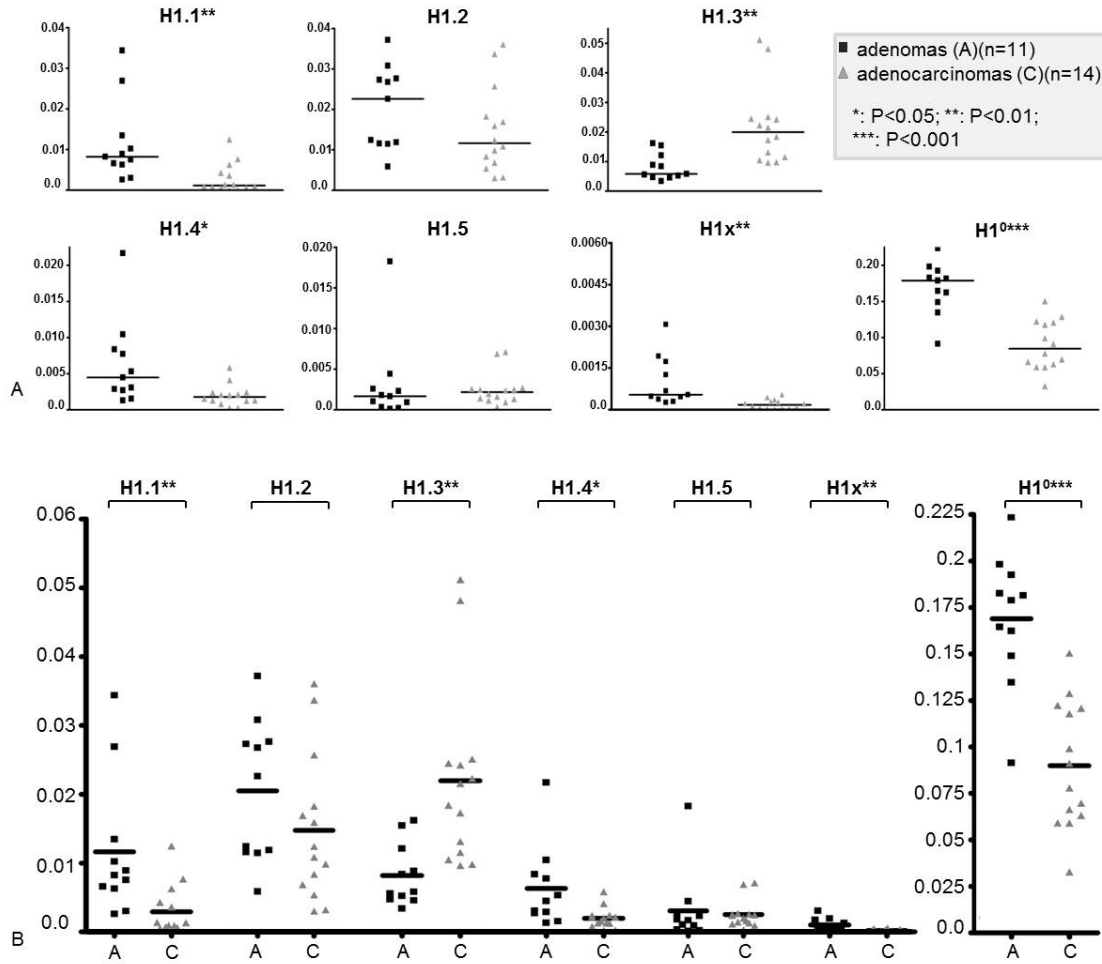 H1.1** H1.2 H1.3**
0.04 0.04 0.05
0.03 0.03 0.04
0.02 0.02 0.03
0.01 0.01 0.02
0.0 0.0 0.01
0.0
adenomas (A)(n=11)
adenocarcinomas (C)(n=14)
*: P<0.05; **: P<0.01;
***: P<0.001
H1.4* H1.5 H1x** H1⁰***
0.020 0.020 0.0060 0.20
0.015 0.015 0.0045 0.15
0.010 0.010 0.0030 0.10
0.005 0.005 0.0015 0.05
0.000 0.000 0.000 0.0
A
H1.1** H1.2 H1.3** H1.4* H1.5 H1x** H1⁰***
0.06
0.05
0.04
0.03
0.02
0.01
0.0
0.225
0.2
0.175
0.15
0.125
0.1
0.075
0.05
0.025
0.0
B
A C A C A C A C A C A C A C